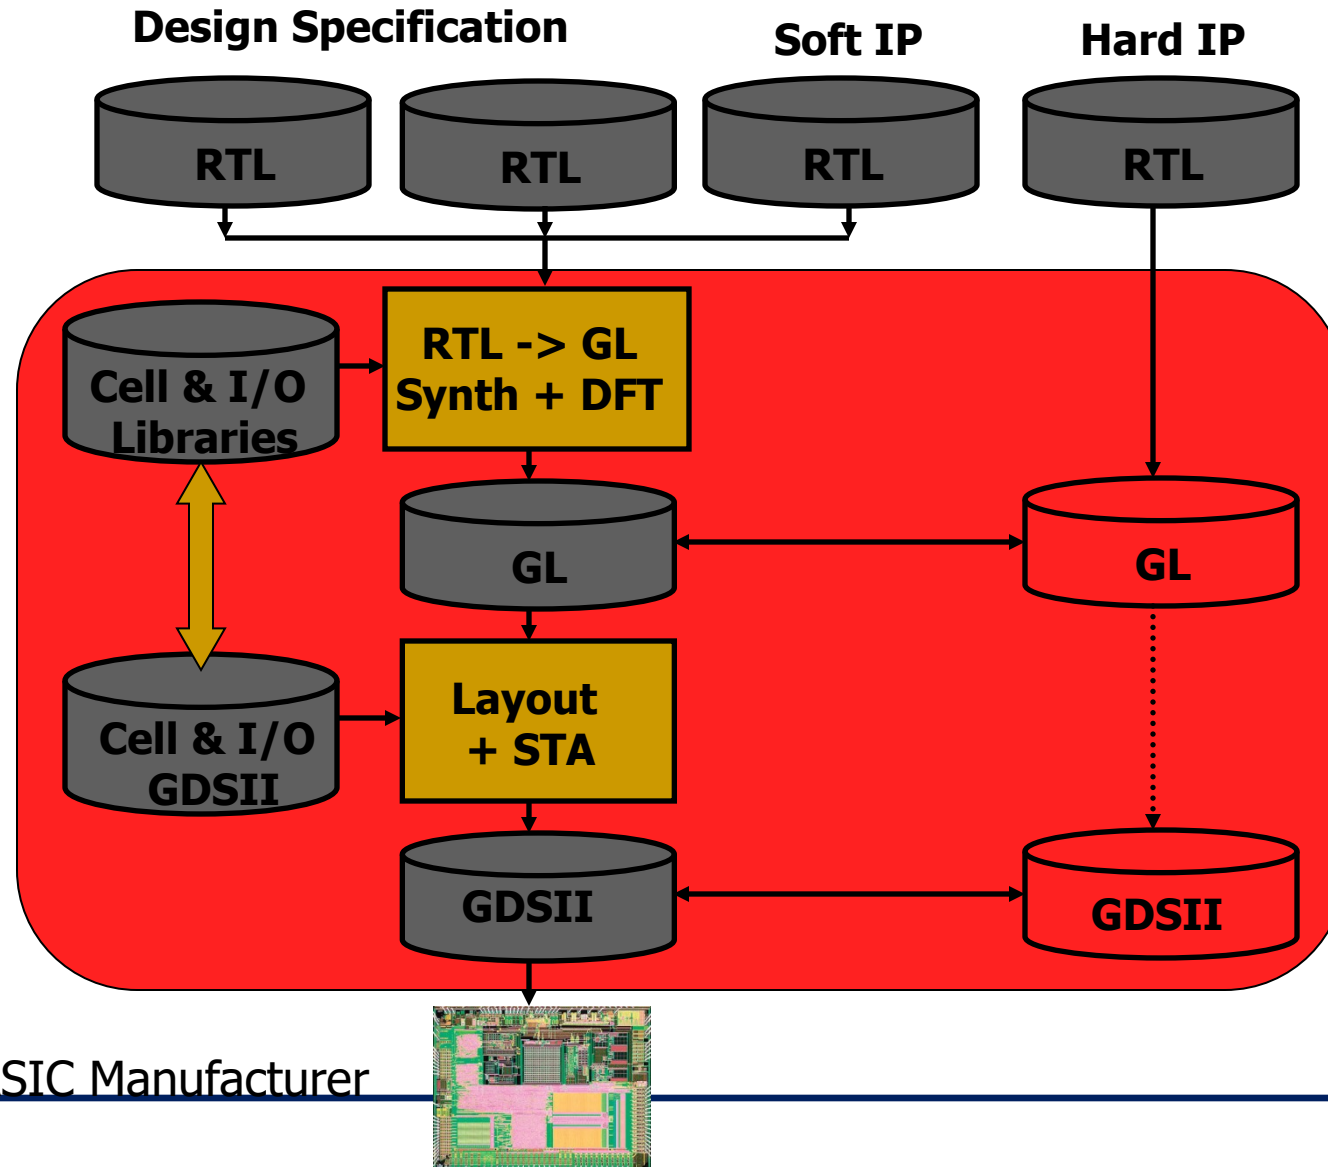 Design Specification
Soft IP
Hard IP
RTL
RTL
RTL
RTL
RTL -> GL
Synth + DFT
Cell & I/O
Libraries
GL
GL
Layout
+ STA
Cell & I/O
GDSII
GDSII
GDSII
SIC Manufacturer